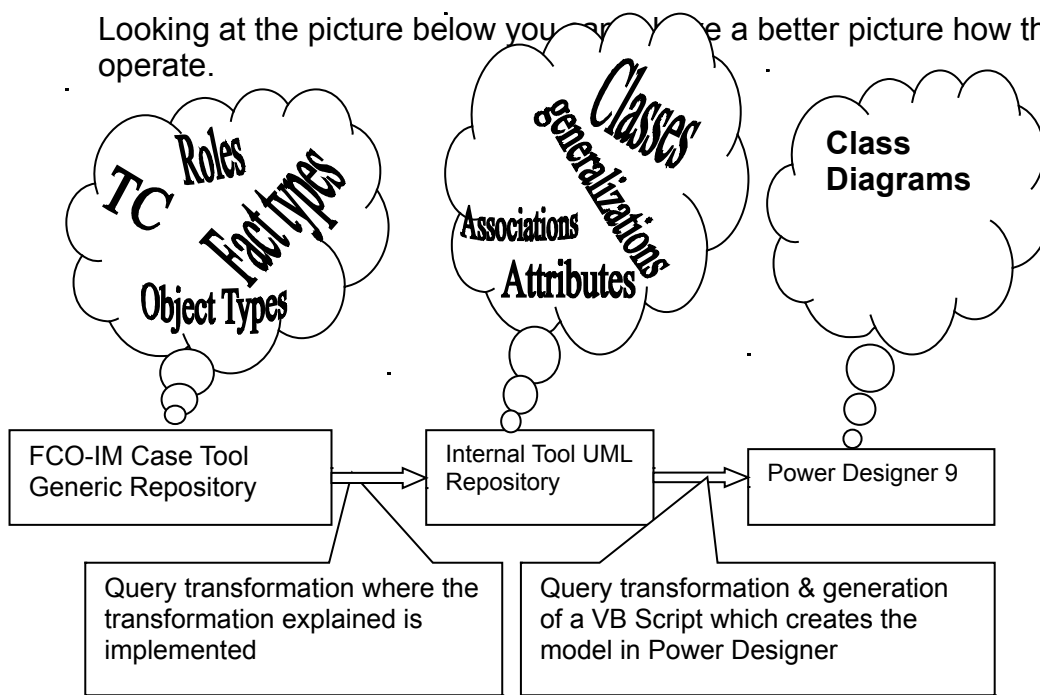 Looking at the picture below you can e a better picture how th
operate.
TC
Roles
Fact types
Object Types
Classes
generalizations
Associations
Attributes
Class
Diagrams
FCO-IM Case Tool
Generic Repository
Internal Tool UML
Repository
Power Designer 9
Query transformation where the
transformation explained is
implemented
Query transformation & generation
of a VB Script which creates the
model in Power Designer